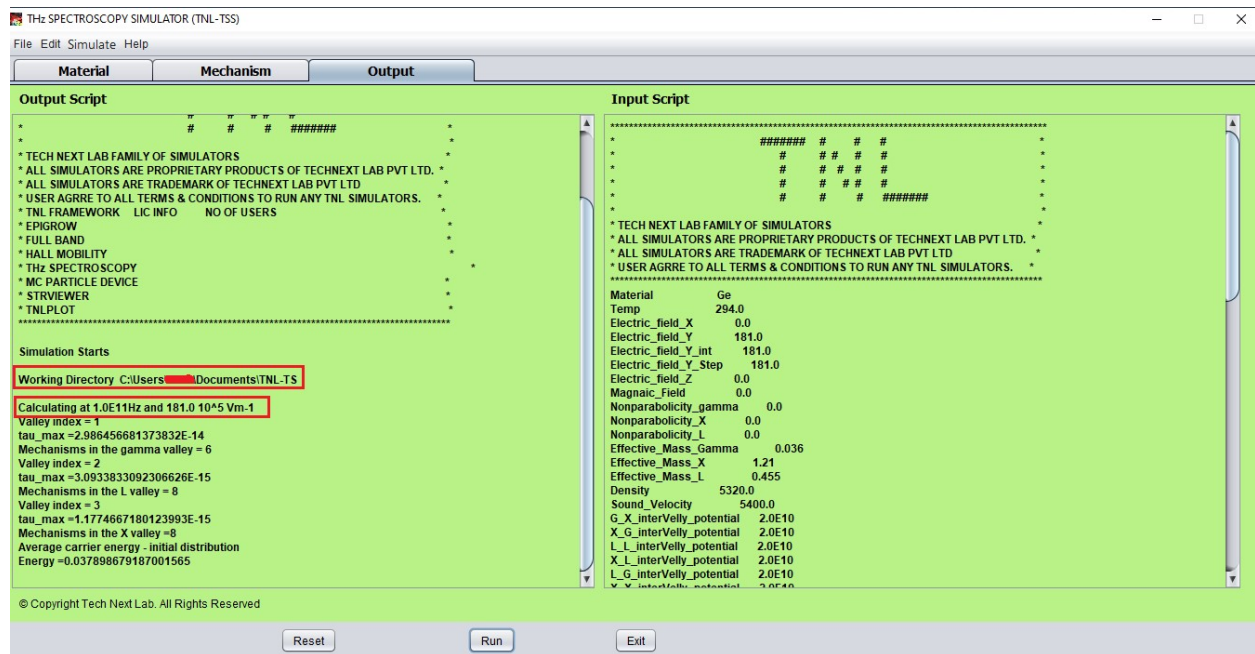 THz SPECTROSCOPY SIMULATOR (TNL-TSS)
File Edit Simulate Help
Material Mechanism Output
Output Script
# # # # #
* # # # ####### *
* *
* TECH NEXT LAB FAMILY OF SIMULATORS *
* ALL SIMULATORS ARE PROPRIETARY PRODUCTS OF TECHNEXT LAB PVT LTD. *
* ALL SIMULATORS ARE TRADEMARK OF TECHNEXT LAB PVT LTD *
* USER AGRRE TO ALL TERMS & CONDITIONS TO RUN ANY TNL SIMULATORS. *
* TNL FRAMEWORK LIC INFO NO OF USERS *
* EPIGROW *
* FULL BAND *
* HALL MOBILITY *
* THz SPECTROSCOPY *
* MC PARTICLE DEVICE *
* STRVIEWER *
* TNLPLOT *
******************************************************************************************
Simulation Starts
Working Directory C:\Users \Documents\TNL-TS
Calculating at 1.0E11Hz and 181.0 10^5 Vm-1
Valley index = 1
tau_max =2.986456681373832E-14
Mechanisms in the gamma valley = 6
Valley index = 2
tau_max =3.0933833092306626E-15
Mechanisms in the L valley = 8
Valley index = 3
tau_max =1.1774667180123993E-15
Mechanisms in the X valley =8
Average carrier energy - initial distribution
Energy =0.037898679187001565
Input Script
******************************************************************************************
* ####### # # # *
* # # # # # *
* # # # # # *
* # # # # # *
* # # # ####### *
* *
* TECH NEXT LAB FAMILY OF SIMULATORS *
* ALL SIMULATORS ARE PROPRIETARY PRODUCTS OF TECHNEXT LAB PVT LTD. *
* ALL SIMULATORS ARE TRADEMARK OF TECHNEXT LAB PVT LTD *
* USER AGRRE TO ALL TERMS & CONDITIONS TO RUN ANY TNL SIMULATORS. *
******************************************************************************************
Material Ge
Temp 294.0
Electric_field_X 0.0
Electric_field_Y 181.0
Electric_field_Y_int 181.0
Electric_field_Y_Step 181.0
Electric_field_Z 0.0
Magnaic_Field 0.0
Nonparabolicity_gamma 0.0
Nonparabolicity_X 0.0
Nonparabolicity_L 0.0
Effective_Mass_Gamma 0.036
Effective_Mass_X 1.21
Effective_Mass_L 0.455
Density 5320.0
Sound_Velocity 5400.0
G_X_interVelly_potential 2.0E10
X_G_interVelly_potential 2.0E10
L_L_interVelly_potential 2.0E10
X_L_interVelly_potential 2.0E10
L_G_interVelly_potential 2.0E10
X_X_interVelly_potential 2.0E10
© Copyright Tech Next Lab. All Rights Reserved
Reset Run Exit